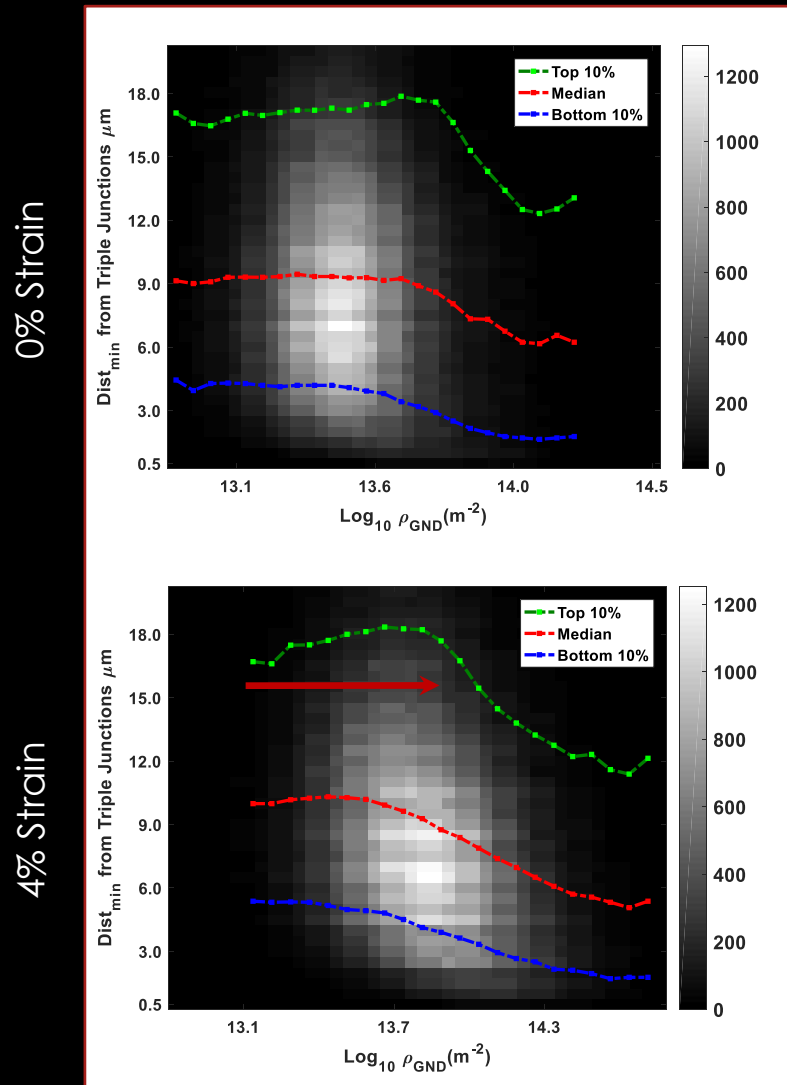 0% Strain
Dist_min from Triple Junctions μm
18.0
15.0
12.0
9.0
6.0
3.0
0.5
13.1
13.6
14.0
14.5
Log_10 ρ_GND(m^-2)
Top 10%
Median
Bottom 10%
1200
1000
800
600
400
200
0
4% Strain
Dist_min from Triple Junctions μm
18.0
15.0
12.0
9.0
6.0
3.0
0.5
13.1
13.7
14.3
Log_10 ρ_GND(m^-2)
Top 10%
Median
Bottom 10%
1200
1000
800
600
400
200
0